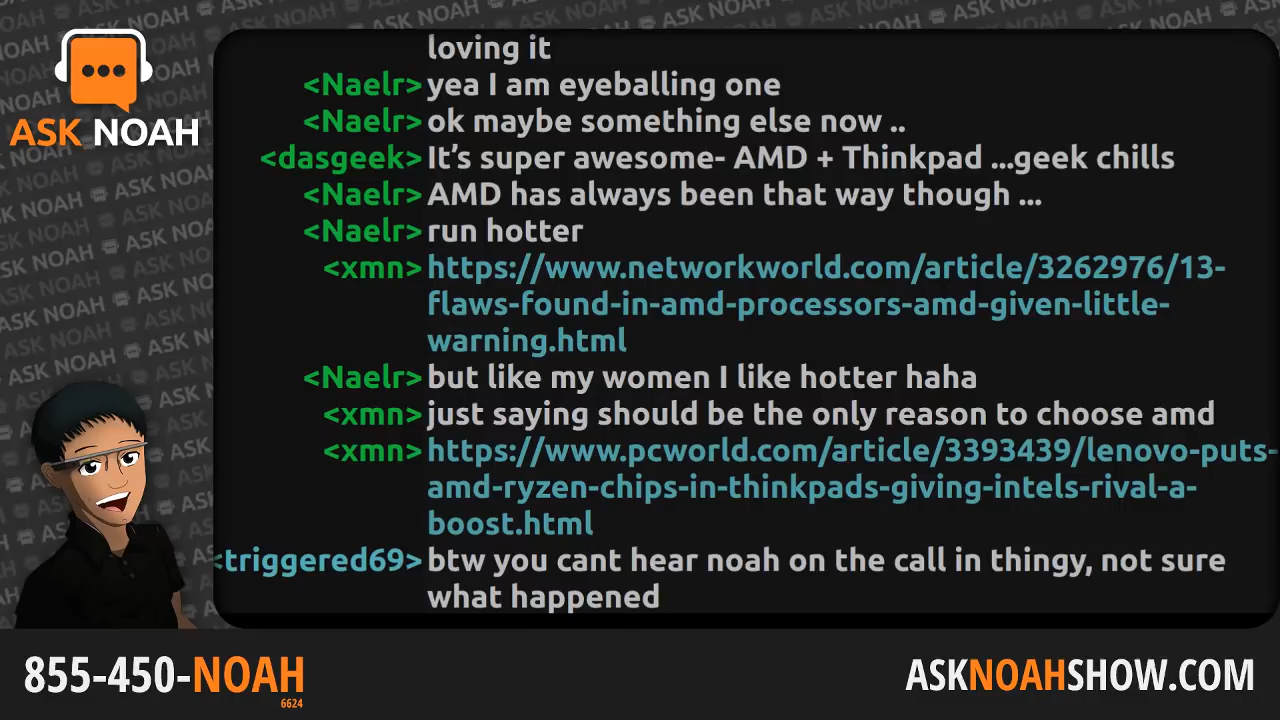 ASK NOAH
loving it
<Naelr> yea I am eyeballing one
<Naelr> ok maybe something else now ..
<dasgeek> It's super awesome- AMD + Thinkpad ...geek chills
<Naelr> AMD has always been that way though ...
<Naelr> run hotter
<xmn> https://www.networkworld.com/article/3262976/13-
flaws-found-in-amd-processors-amd-given-little-
warning.html
<Naelr> but like my women I like hotter haha
<xmn> just saying should be the only reason to choose amd
<xmn> https://www.pcworld.com/article/3393439/lenovo-puts-
amd-ryzen-chips-in-thinkpads-giving-intels-rival-a-
boost.html
<triggered69> btw you cant hear noah on the call in thingy, not sure
what happened
855-450-NOAH
6624
ASKNOAHSHOW.COM